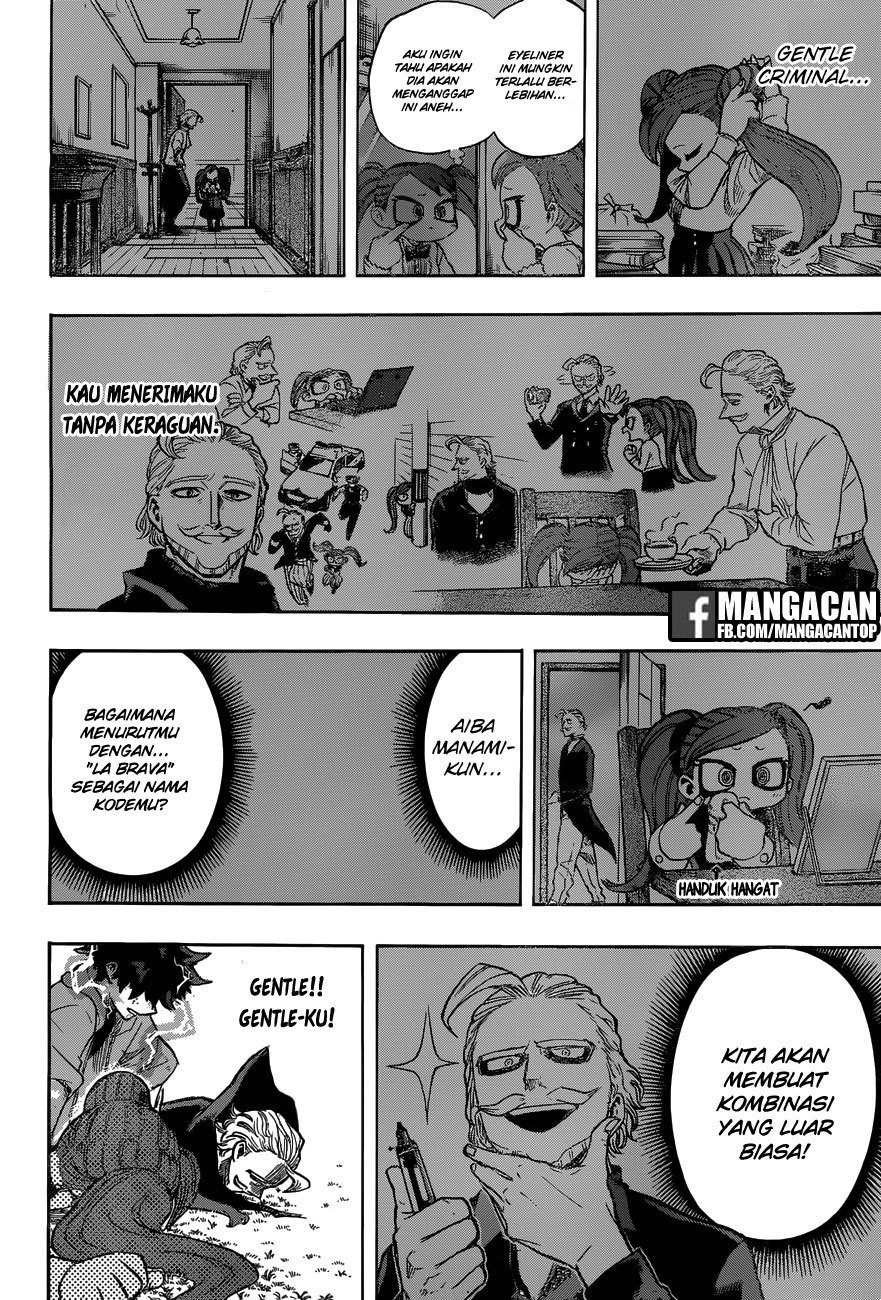 GENTLE
CRIMINAL...
EYELINER
INI MUNGKIN
TERLALU BER-
LEBIHAN...
AKU INGIN
TAHU APAKAH
DIA AKAN
MENGANGGAP
INI ANEH...
KAU MENERIMAKU
TANPA KERAGUAN.
f MANGACAN
FB.COM/MANGACANTOP
HANDUK HANGAT
AIBA
MANAMI-
KUN...
BAGAIMANA
MENURUTMU
DENGAN...
"LA BRAVA"
SEBAGAI NAMA
KODEMU?
KITA AKAN
MEMBUAT
KOMBINASI
YANG LUAR
BIASA!
GENTLE!!
GENTLE-KU!